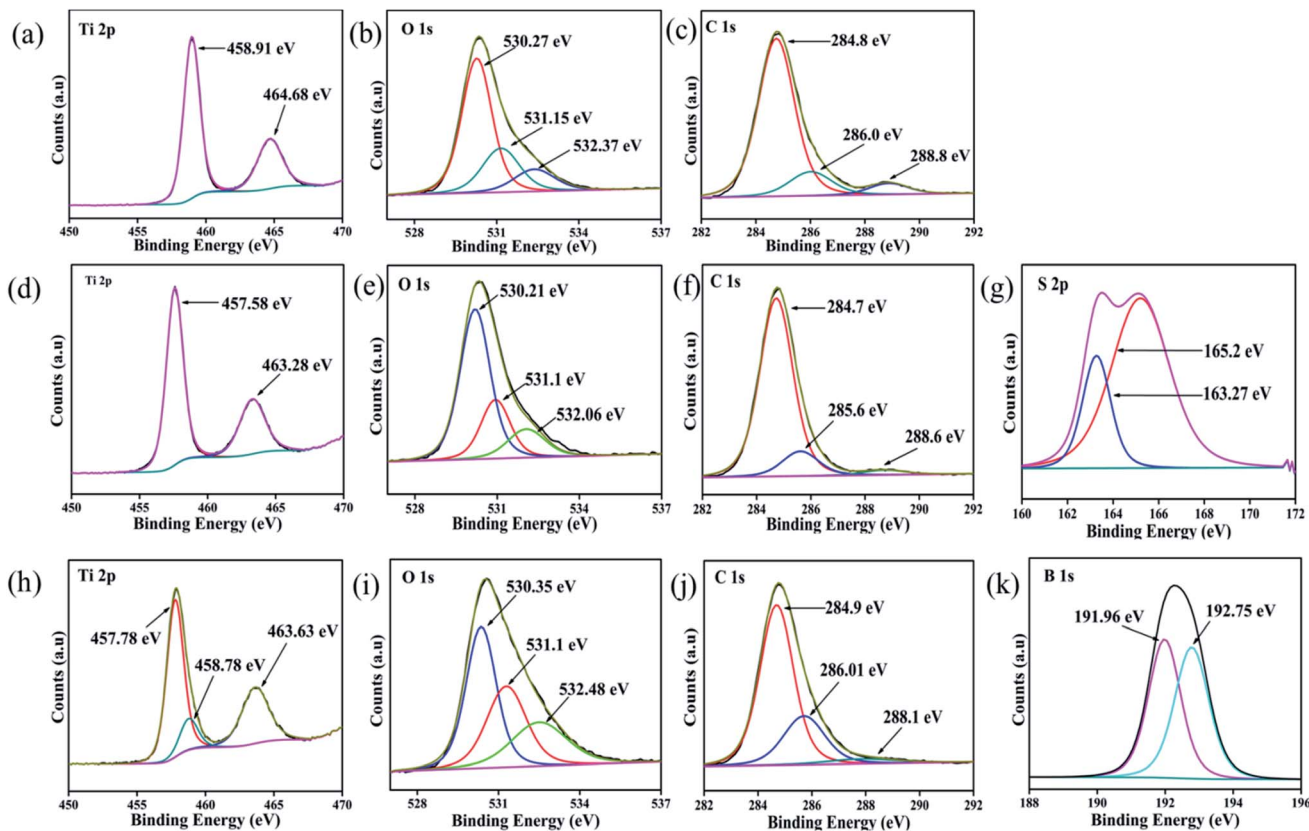 (a)
Ti 2p
458.91 eV
464.68 eV
Counts (a.u)
450 455 460 465 470
Binding Energy (eV)
(b)
O 1s
530.27 eV
531.15 eV
532.37 eV
Counts (a.u)
528 531 534 537
Binding Energy (eV)
(c)
C 1s
284.8 eV
286.0 eV
288.8 eV
Counts (a.u)
282 284 286 288 290 292
Binding Energy (eV)
(d)
Ti 2p
457.58 eV
463.28 eV
Counts (a.u)
450 455 460 465 470
Binding Energy (eV)
(e)
O 1s
530.21 eV
531.1 eV
532.06 eV
Counts (a.u)
528 531 534 537
Binding Energy (eV)
(f)
C 1s
284.7 eV
285.6 eV
288.6 eV
Counts (a.u)
282 284 286 288 290 292
Binding Energy (eV)
(g)
S 2p
165.2 eV
163.27 eV
Counts (a.u)
160 162 164 166 168 170 172
Binding Energy (eV)
(h)
Ti 2p
457.78 eV
458.78 eV
463.63 eV
Counts (a.u)
450 455 460 465 470
Binding Energy (eV)
(i)
O 1s
530.35 eV
531.1 eV
532.48 eV
Counts (a.u)
528 531 534 537
Binding Energy (eV)
(j)
C 1s
284.9 eV
286.01 eV
288.1 eV
Counts (a.u)
282 284 286 288 290 292
Binding Energy (eV)
(k)
B 1s
191.96 eV
192.75 eV
Counts (a.u)
188 190 192 194 196
Binding Energy (eV)